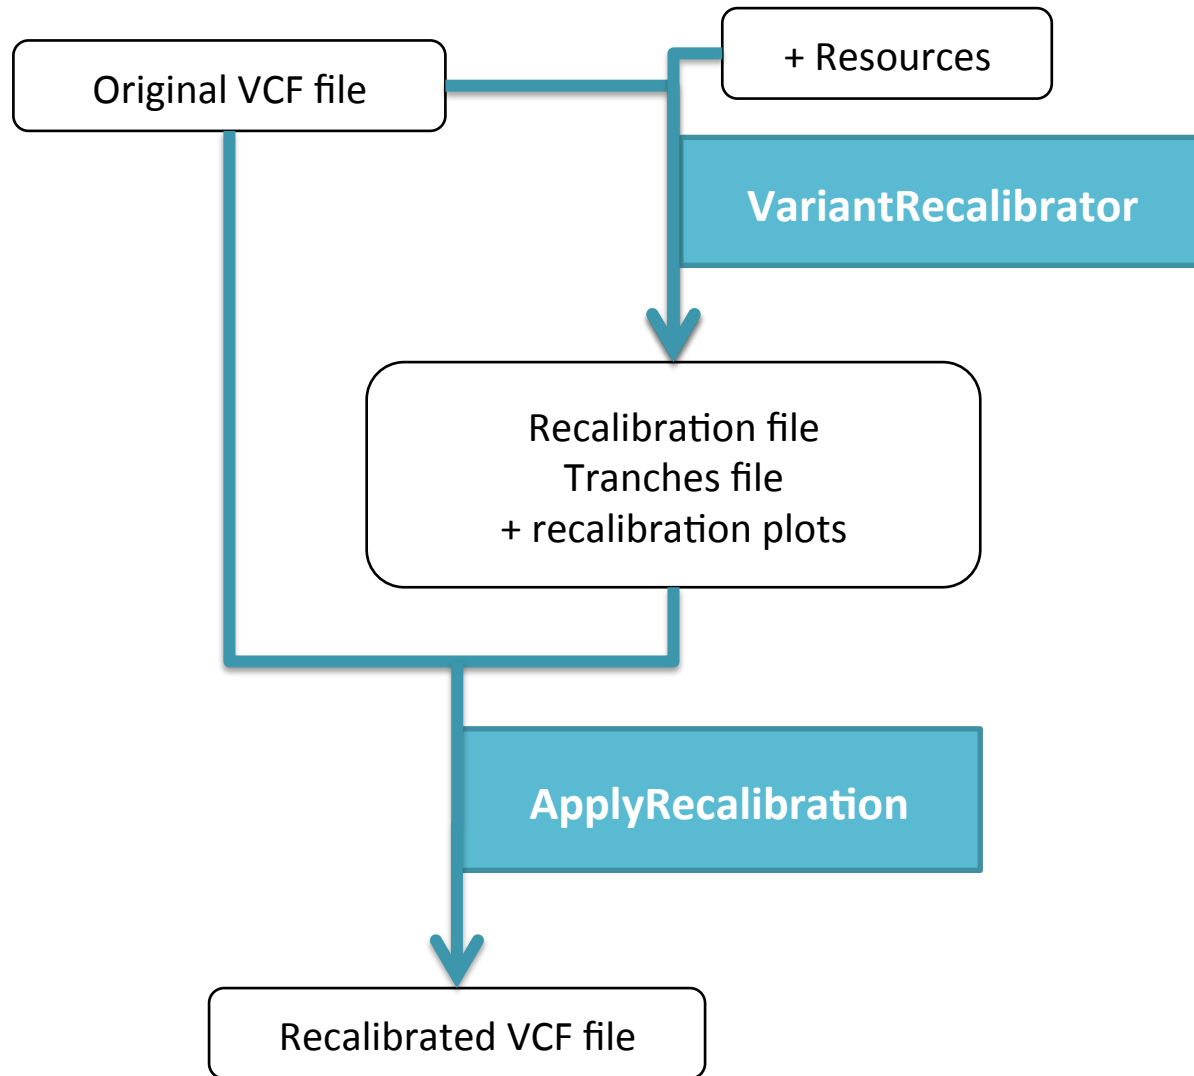 Original VCF file
+ Resources
VariantRecalibrator
Recalibration file
Tranches file
+ recalibration plots
ApplyRecalibration
Recalibrated VCF file